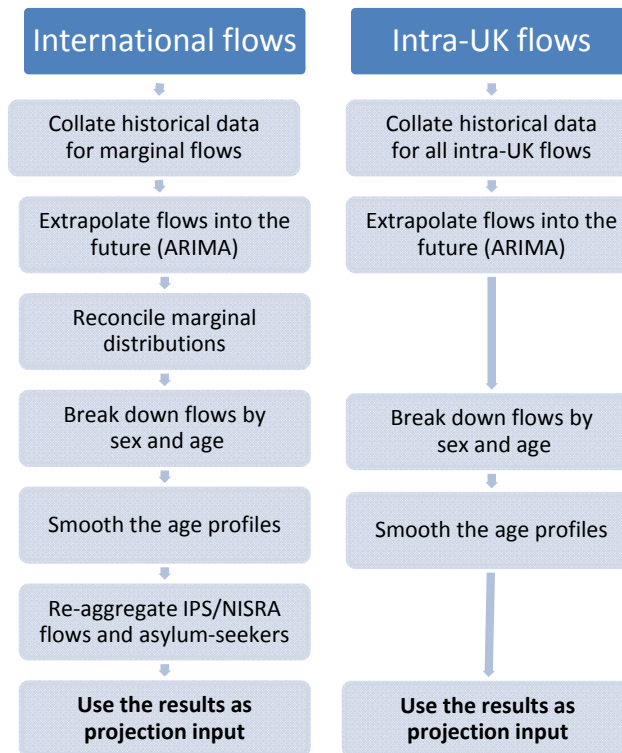 International flows
Collate historical data
for marginal flows
Extrapolate flows into the
future (ARIMA)
Reconcile marginal
distributions
Break down flows by
sex and age
Smooth the age profiles
Re-aggregate IPS/NISRA
flows and asylum-seekers
Use the results as
projection input
Intra-UK flows
Collate historical data
for all intra-UK flows
Extrapolate flows into the
future (ARIMA)
Break down flows by
sex and age
Smooth the age profiles
Use the results as
projection input